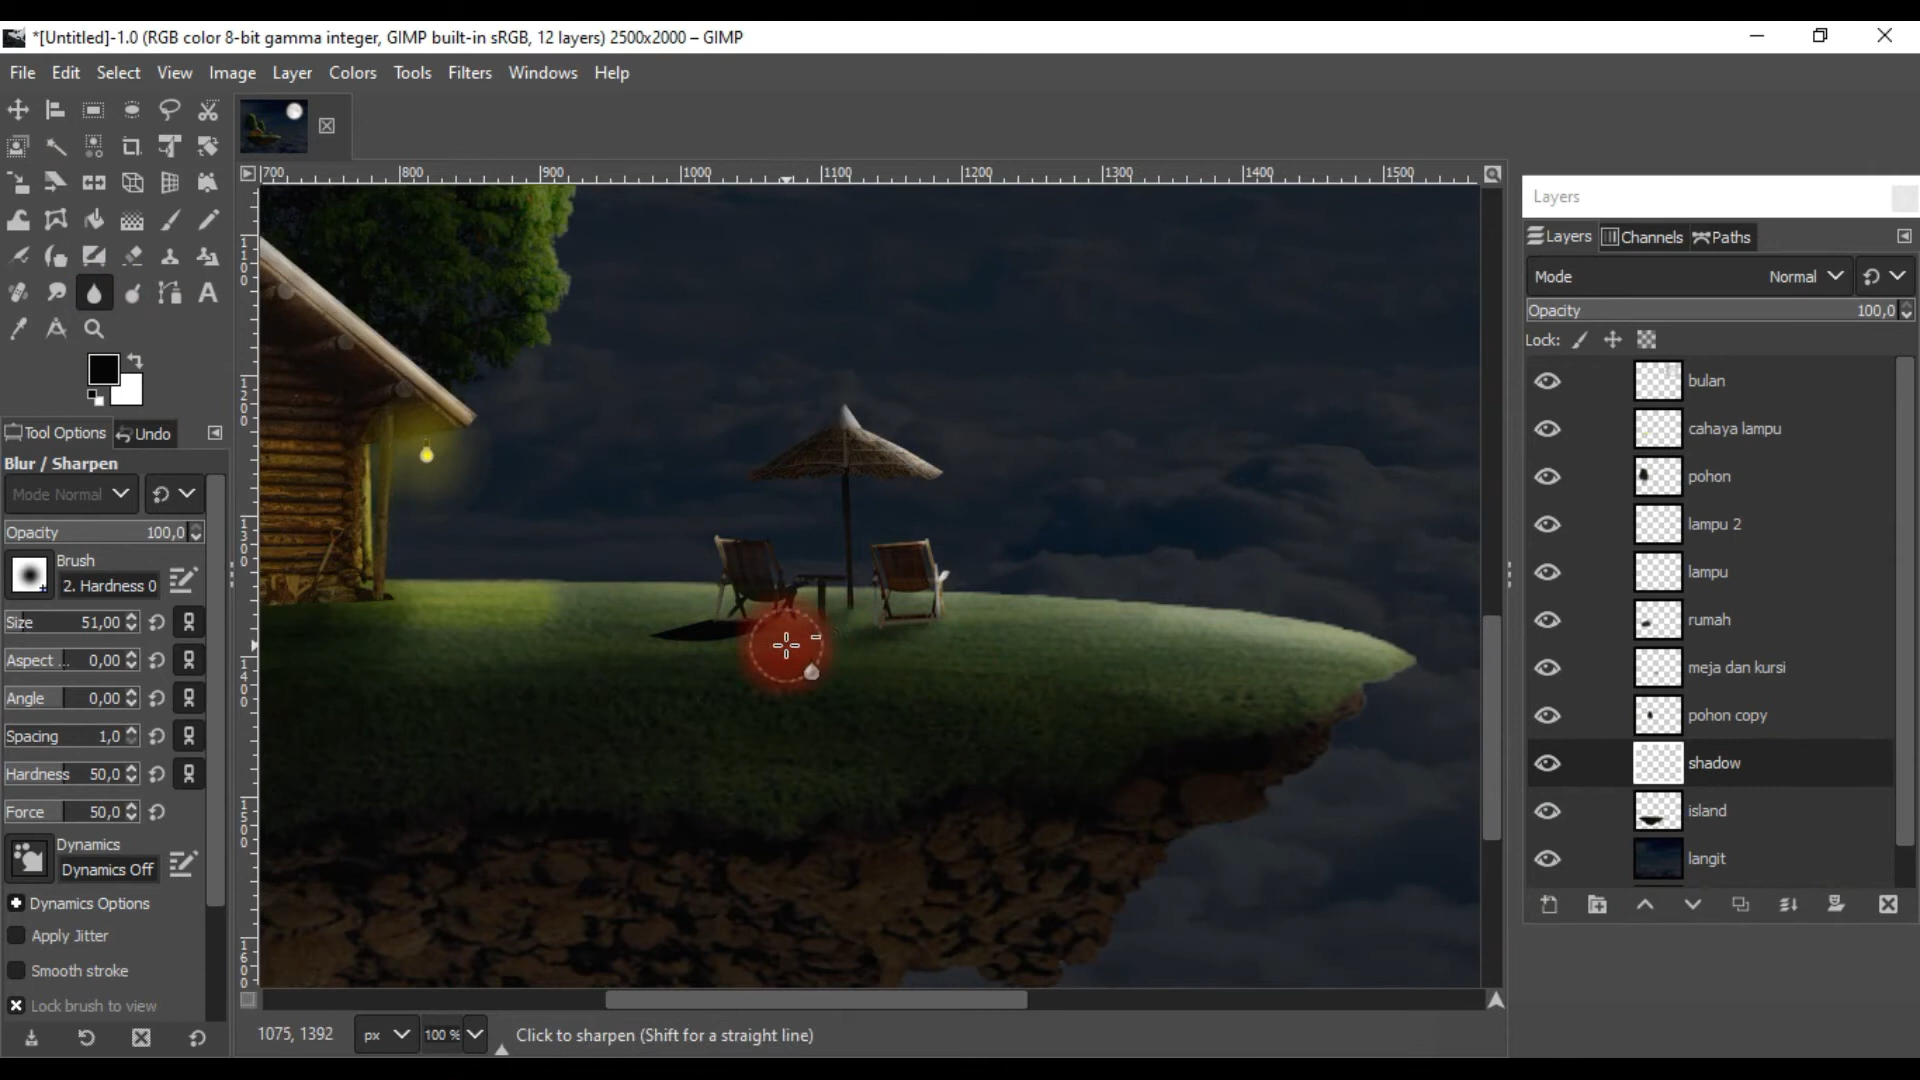 *[Untitled]-1.0 (RGB color 8-bit gamma integer, GIMP built-in sRGB, 12 layers) 2500x2000 – GIMP
File Edit Select View Image Layer Colors Tools Filters Windows Help
700 800 900 1000 1100 1200 1300 1400 1500
1100
1200
1300
1400
1500
1600
Tool Options Undo
Blur / Sharpen
Mode Normal
Opacity 100,0
Brush
2. Hardness 0
Size 51,00
Aspect ... 0,00
Angle 0,00
Spacing 1,0
Hardness 50,0
Force 50,0
Dynamics
Dynamics Off
Dynamics Options
Apply Jitter
Smooth stroke
Lock brush to view
1075, 1392 px 100 % Click to sharpen (Shift for a straight line)
Layers
Layers Channels Paths
Mode Normal
Opacity 100,0
Lock:
bulan
cahaya lampu
pohon
lampu 2
lampu
rumah
meja dan kursi
pohon copy
shadow
island
langit